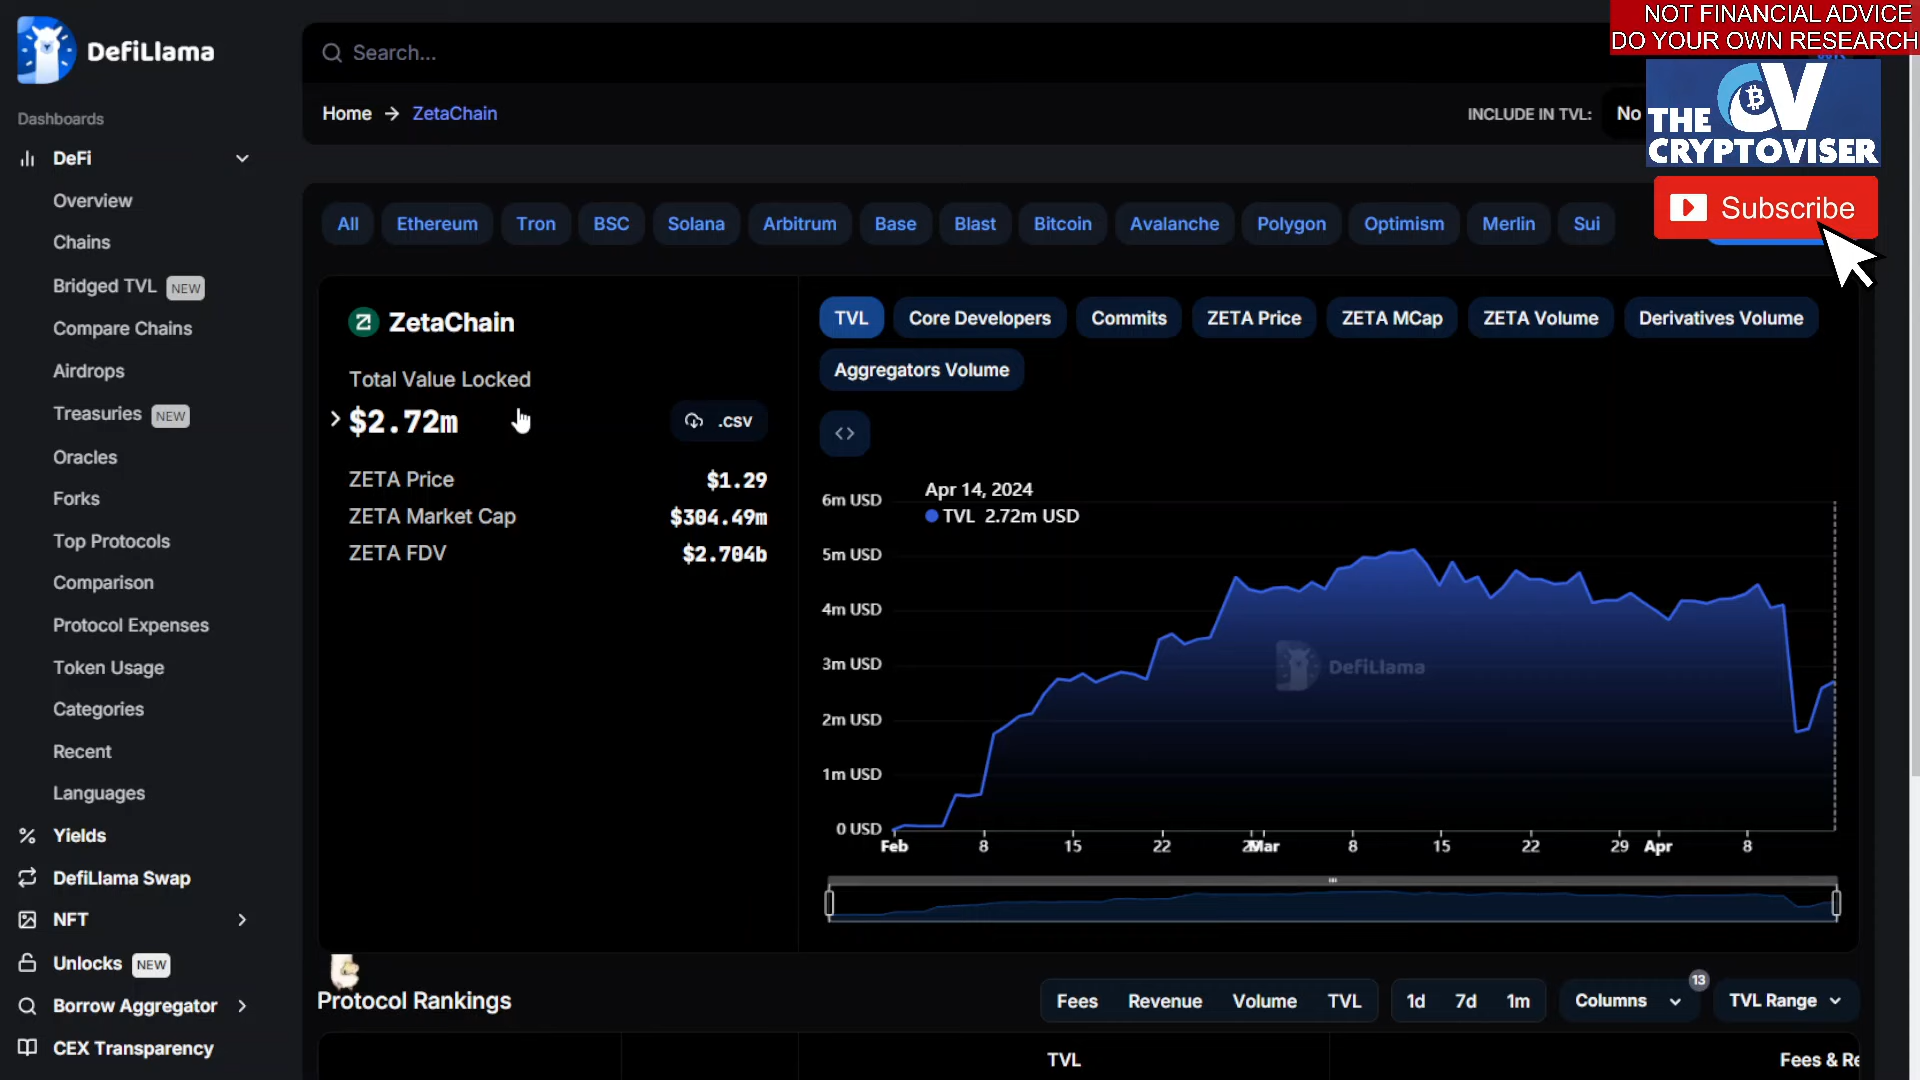 NOT FINANCIAL ADVICE
DO YOUR OWN RESEARCH
DefiLlama
Search...
THE CV
CRYPTOVISER
Subscribe
Home → ZetaChain
INCLUDE IN TVL: No
Dashboards
DeFi
Overview
Chains
Bridged TVL NEW
Compare Chains
Airdrops
Treasuries NEW
Oracles
Forks
Top Protocols
Comparison
Protocol Expenses
Token Usage
Categories
Recent
Languages
Yields
DefiLlama Swap
NFT
Unlocks NEW
Borrow Aggregator
CEX Transparency
All Ethereum Tron BSC Solana Arbitrum Base Blast Bitcoin Avalanche Polygon Optimism Merlin Sui
ZetaChain
Total Value Locked
$2.72m .csv
ZETA Price $1.29
ZETA Market Cap $304.49m
ZETA FDV $2.704b
TVL Core Developers Commits ZETA Price ZETA MCap ZETA Volume Derivatives Volume
Aggregators Volume
Apr 14, 2024
TVL 2.72m USD
6m USD
5m USD
4m USD
3m USD
2m USD
1m USD
0 USD
DefiLlama
Feb 8 15 22 Mar 8 15 22 29 Apr 8
Protocol Rankings
Fees Revenue Volume TVL 1d 7d 1m Columns 13 TVL Range
TVL Fees &